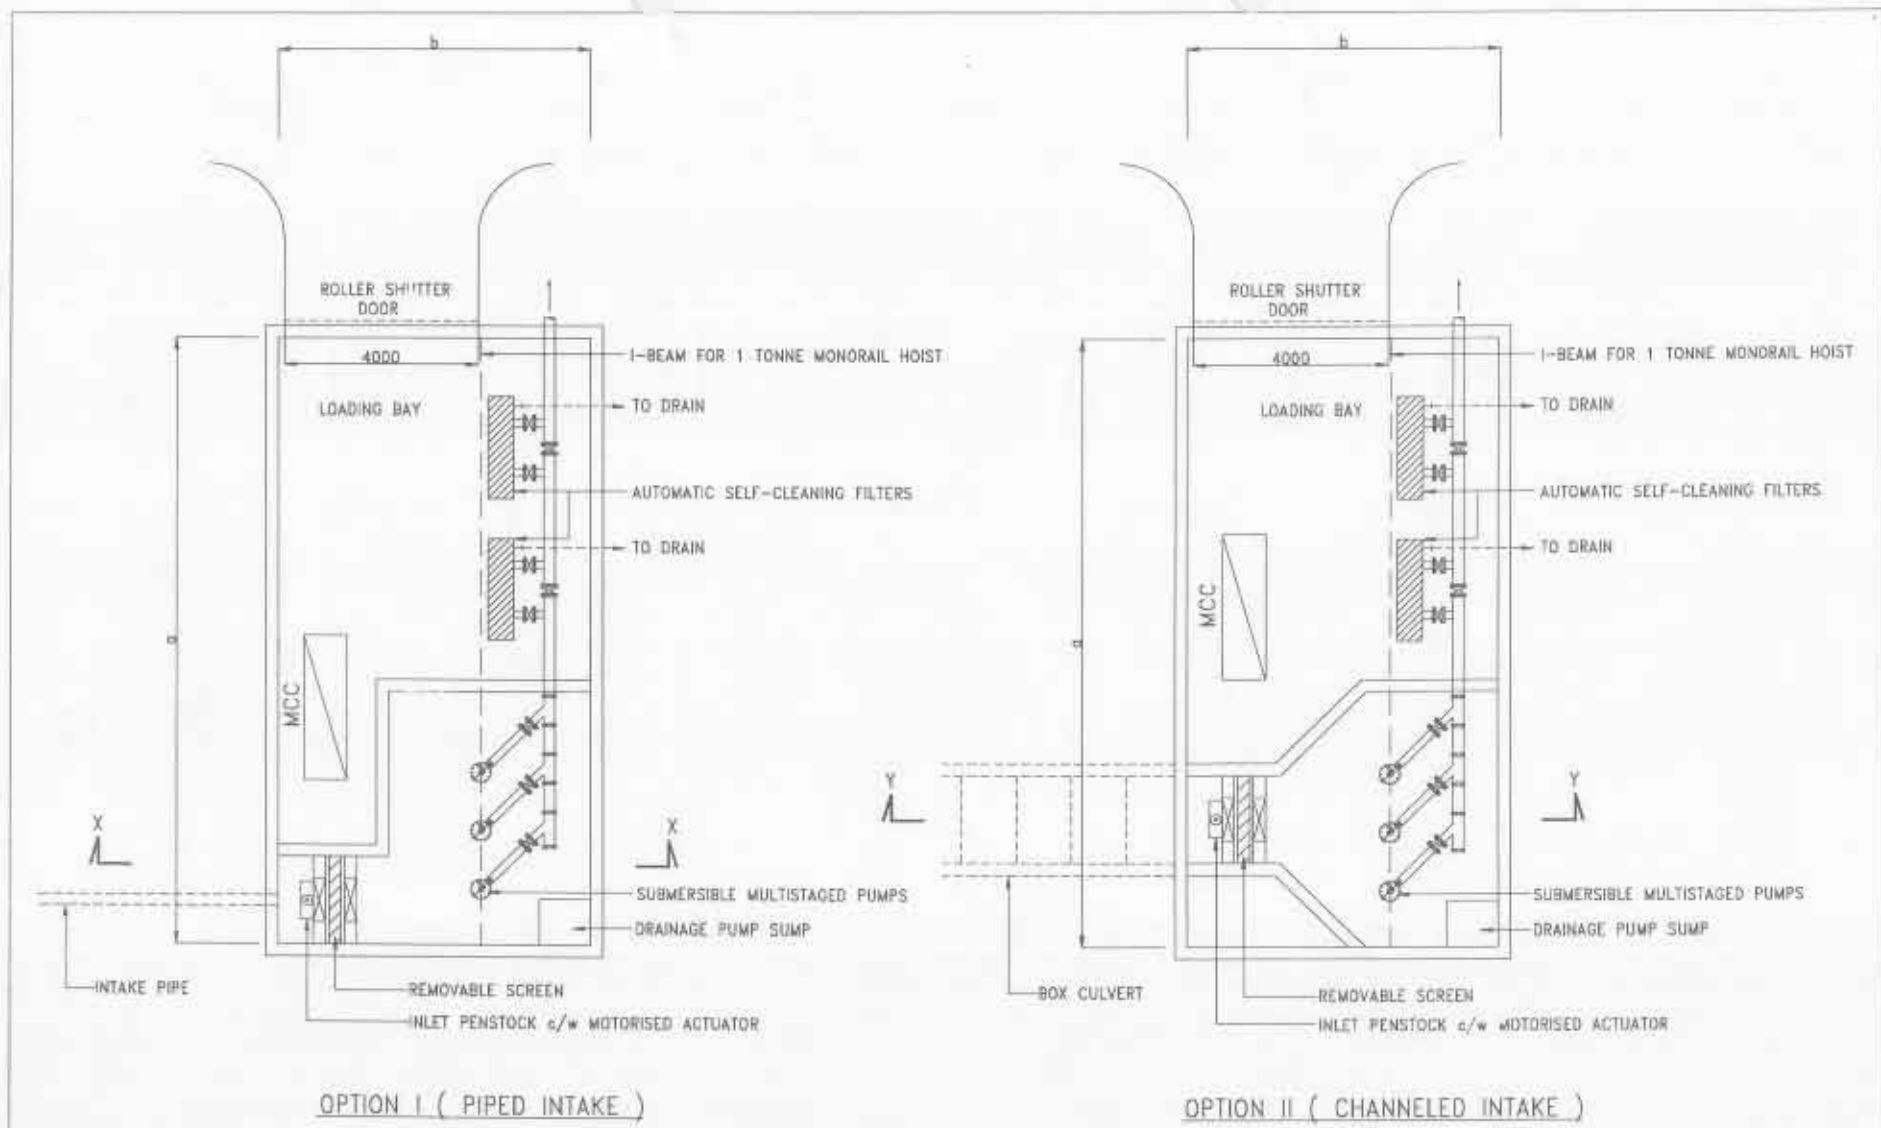 b
ROLLER SHUTTER
DOOR
4000
I-BEAM FOR 1 TONNE MONORAIL HOIST
LOADING BAY
TO DRAIN
AUTOMATIC SELF-CLEANING FILTERS
TO DRAIN
a
MCC
X
X
SUBMERSIBLE MULTISTAGED PUMPS
DRAINAGE PUMP SUMP
INTAKE PIPE
REMOVABLE SCREEN
INLET PENSTOCK c/w MOTORISED ACTUATOR
OPTION I ( PIPED INTAKE )
b
ROLLER SHUTTER
DOOR
4000
I-BEAM FOR 1 TONNE MONORAIL HOIST
LOADING BAY
TO DRAIN
AUTOMATIC SELF-CLEANING FILTERS
TO DRAIN
a
MCC
Y
Y
SUBMERSIBLE MULTISTAGED PUMPS
DRAINAGE PUMP SUMP
BOX CULVERT
REMOVABLE SCREEN
INLET PENSTOCK c/w MOTORISED ACTUATOR
OPTION II ( CHANNELED INTAKE )